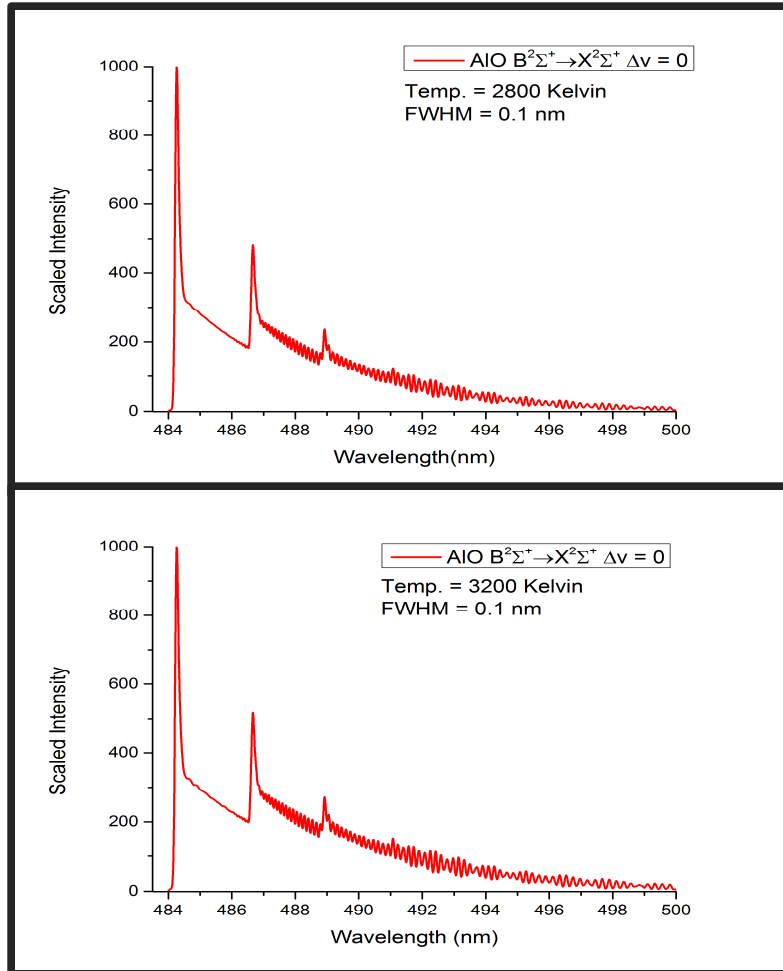 AlO B²Σ⁺→X²Σ⁺ Δv = 0
Temp. = 2800 Kelvin
FWHM = 0.1 nm
1000
800
600
400
200
0
Scaled Intensity
484 486 488 490 492 494 496 498 500
Wavelength(nm)
AlO B²Σ⁺→X²Σ⁺ Δv = 0
Temp. = 3200 Kelvin
FWHM = 0.1 nm
1000
800
600
400
200
0
Scaled Intensity
484 486 488 490 492 494 496 498 500
Wavelength (nm)